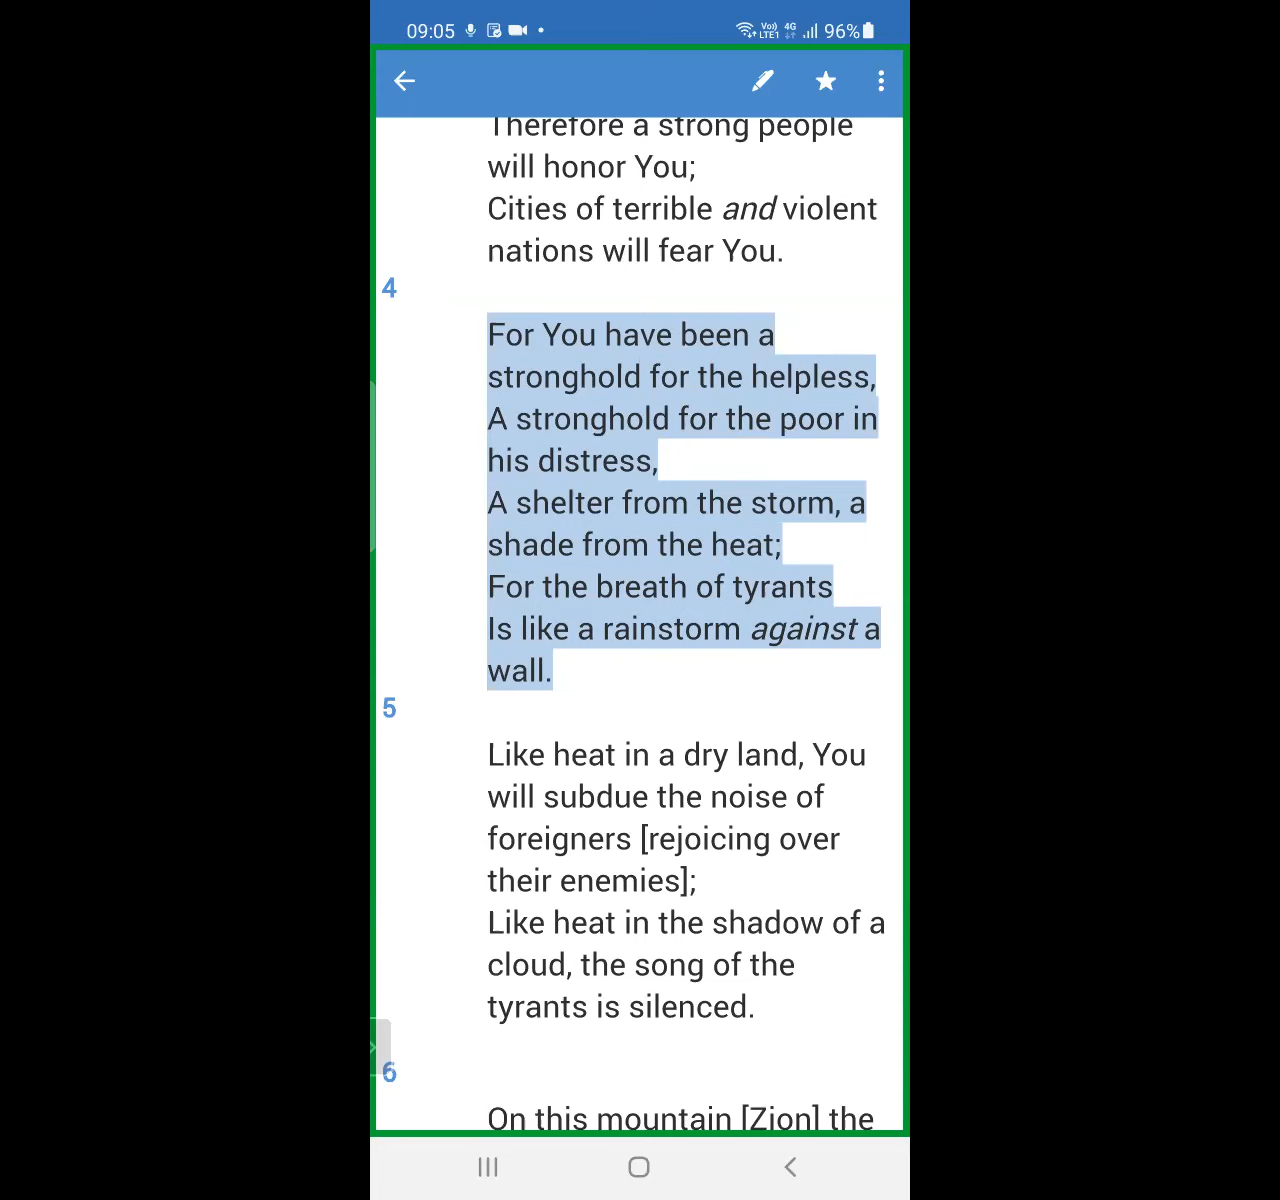 09:05 Vo)) LTE1 4G 96%
Therefore a strong people
will honor You;
Cities of terrible and violent
nations will fear You.
4
For You have been a
stronghold for the helpless,
A stronghold for the poor in
his distress,
A shelter from the storm, a
shade from the heat;
For the breath of tyrants
Is like a rainstorm against a
wall.
5
Like heat in a dry land, You
will subdue the noise of
foreigners [rejoicing over
their enemies];
Like heat in the shadow of a
cloud, the song of the
tyrants is silenced.
6
On this mountain [Zion] the